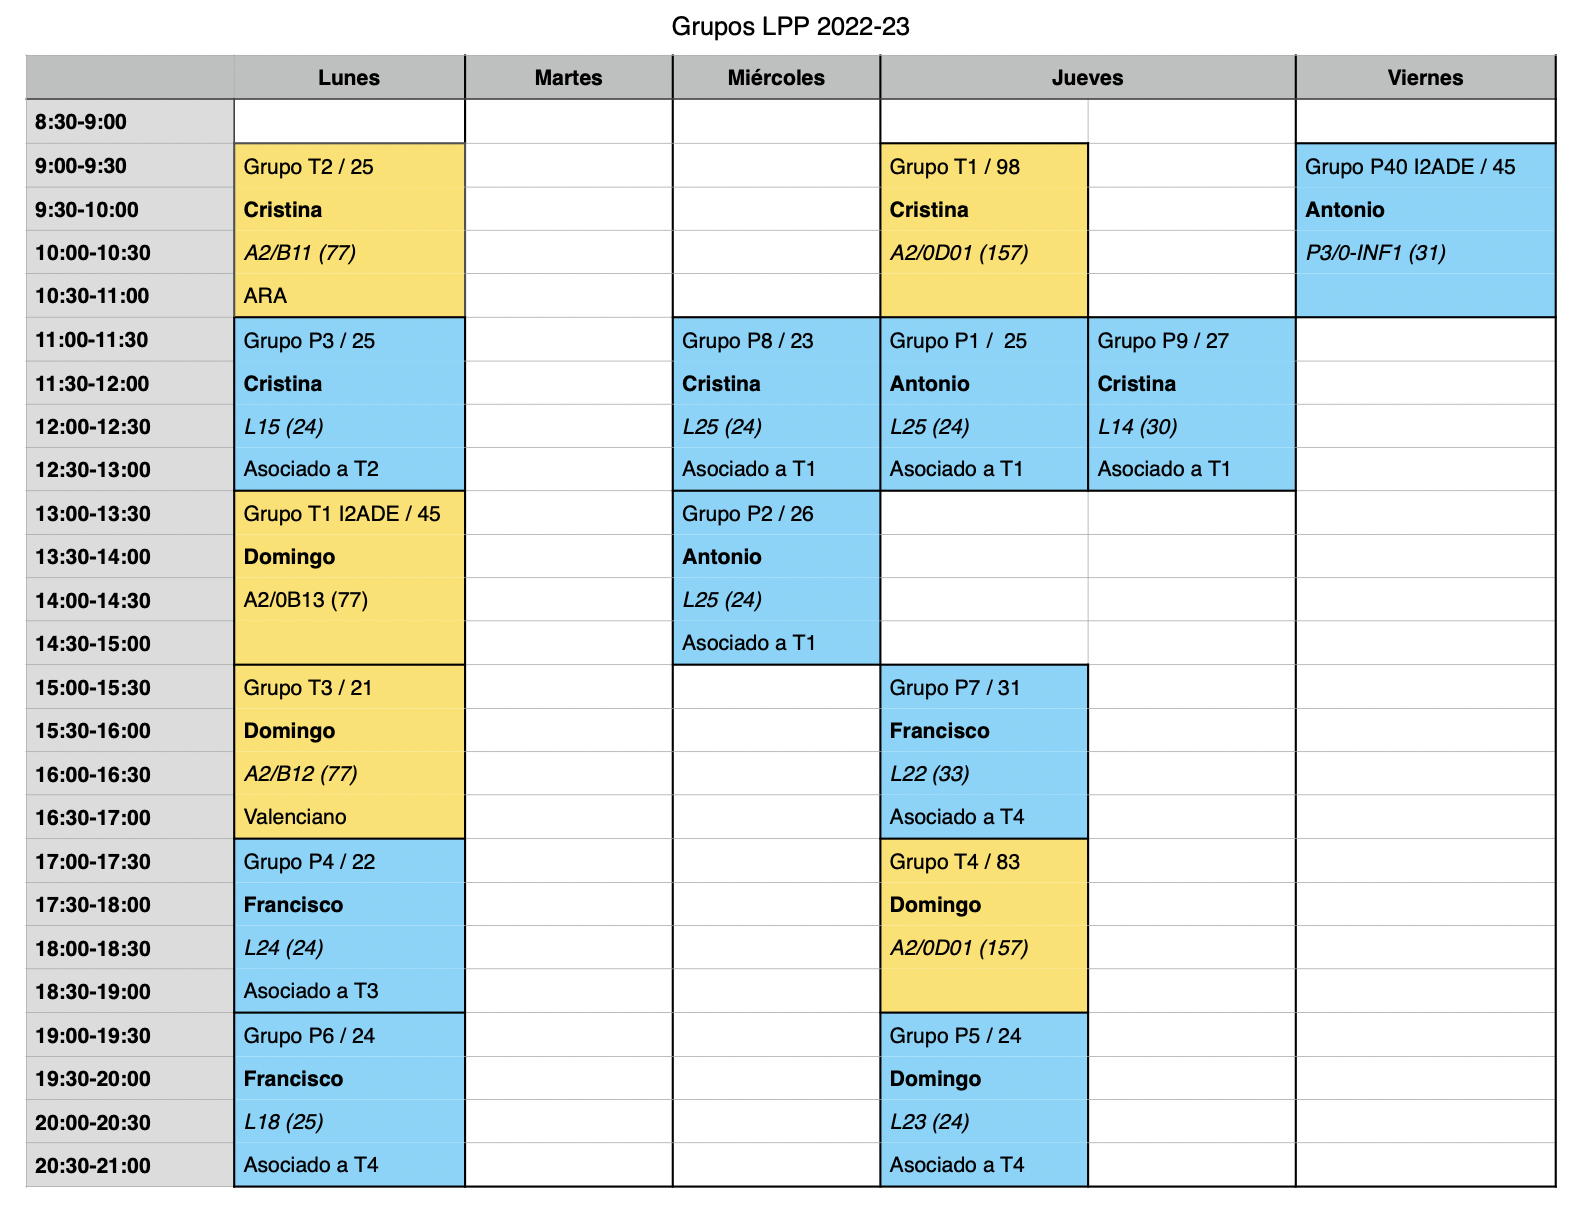 Grupos LPP 2022-23
Lunes Martes Miércoles Jueves Viernes
8:30-9:00
9:00-9:30 Grupo T2 / 25 Grupo T1 / 98 Grupo P40 I2ADE / 45
9:30-10:00 Cristina Cristina Antonio
10:00-10:30 A2/B11 (77) A2/0D01 (157) P3/0-INF1 (31)
10:30-11:00 ARA
11:00-11:30 Grupo P3 / 25 Grupo P8 / 23 Grupo P1 /  25 Grupo P9 / 27
11:30-12:00 Cristina Cristina Antonio Cristina
12:00-12:30 L15 (24) L25 (24) L25 (24) L14 (30)
12:30-13:00 Asociado a T2 Asociado a T1 Asociado a T1 Asociado a T1
13:00-13:30 Grupo T1 I2ADE / 45 Grupo P2 / 26
13:30-14:00 Domingo Antonio
14:00-14:30 A2/0B13 (77) L25 (24)
14:30-15:00 Asociado a T1
15:00-15:30 Grupo T3 / 21 Grupo P7 / 31
15:30-16:00 Domingo Francisco
16:00-16:30 A2/B12 (77) L22 (33)
16:30-17:00 Valenciano Asociado a T4
17:00-17:30 Grupo P4 / 22 Grupo T4 / 83
17:30-18:00 Francisco Domingo
18:00-18:30 L24 (24) A2/0D01 (157)
18:30-19:00 Asociado a T3
19:00-19:30 Grupo P6 / 24 Grupo P5 / 24
19:30-20:00 Francisco Domingo
20:00-20:30 L18 (25) L23 (24)
20:30-21:00 Asociado a T4 Asociado a T4